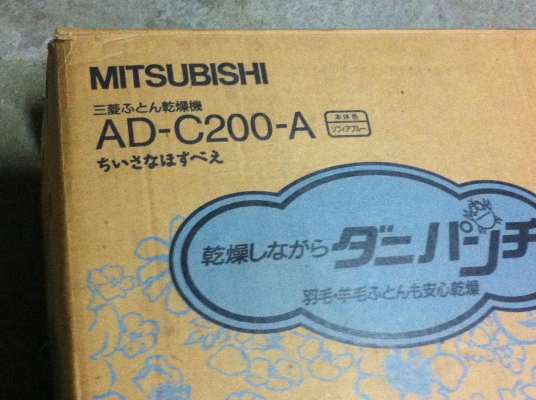 MITSUBISHI
三菱ふとん乾燥機
AD-C200-A
本体色
ソフィアブルー
ちいさなほすべえ
乾燥しながら ダニパンチ
羽毛・羊毛ふとんも安心乾燥